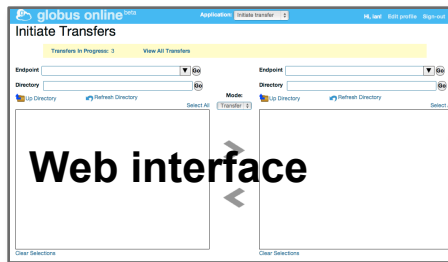 globus online beta Application: Initiate transfer Hi, ian! Edit profile Sign-out
Initiate Transfers
Transfers In Progress: 3 View All Transfers
Endpoint Go Endpoint Go
Directory Go Directory Go
Up Directory Refresh Directory Mode: Up Directory Refresh Directory
Select All Transfer Select
Web interface
Clear Selections Clear Selections